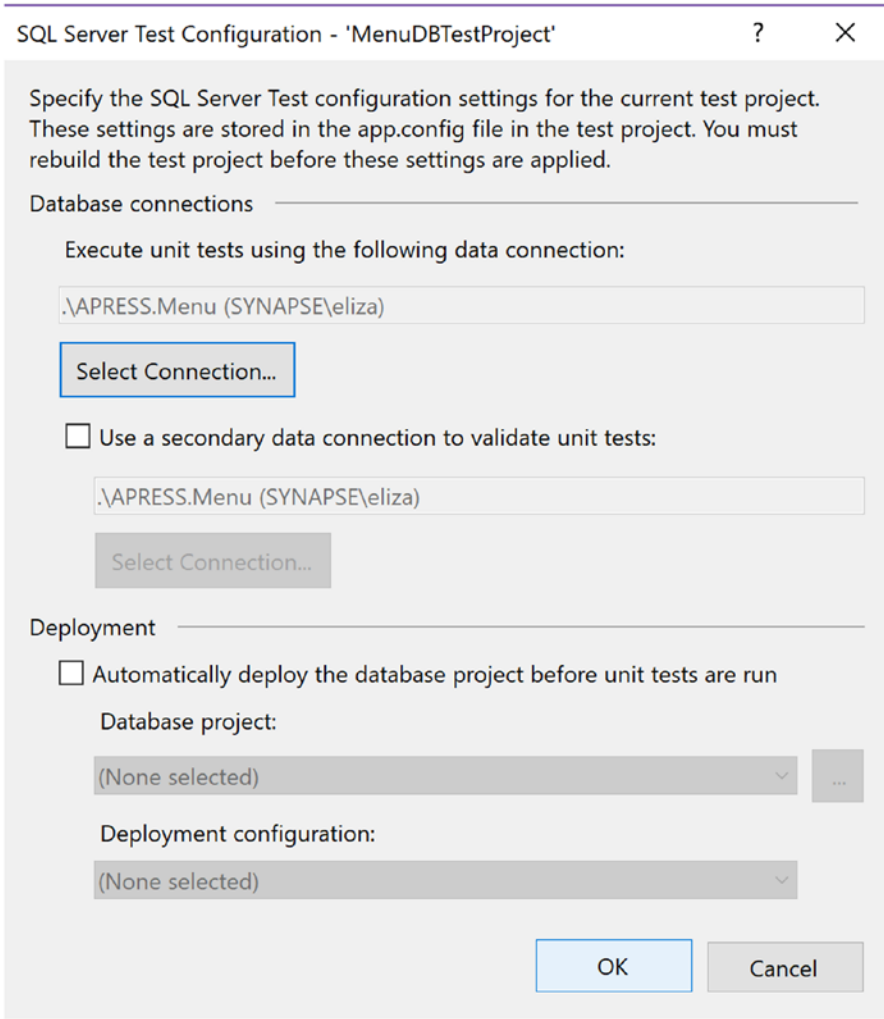 SQL Server Test Configuration - 'MenuDBTestProject'
?
Specify the SQL Server Test configuration settings for the current test project.
These settings are stored in the app.config file in the test project. You must
rebuild the test project before these settings are applied.
Database connections
Execute unit tests using the following data connection:
.\APRESS.Menu (SYNAPSE\eliza)
Select Connection...
Use a secondary data connection to validate unit tests:
.\APRESS.Menu (SYNAPSE\eliza)
Select Connection...
Deployment
Automatically deploy the database project before unit tests are run
Database project:
(None selected)
...
Deployment configuration:
(None selected)
OK
Cancel